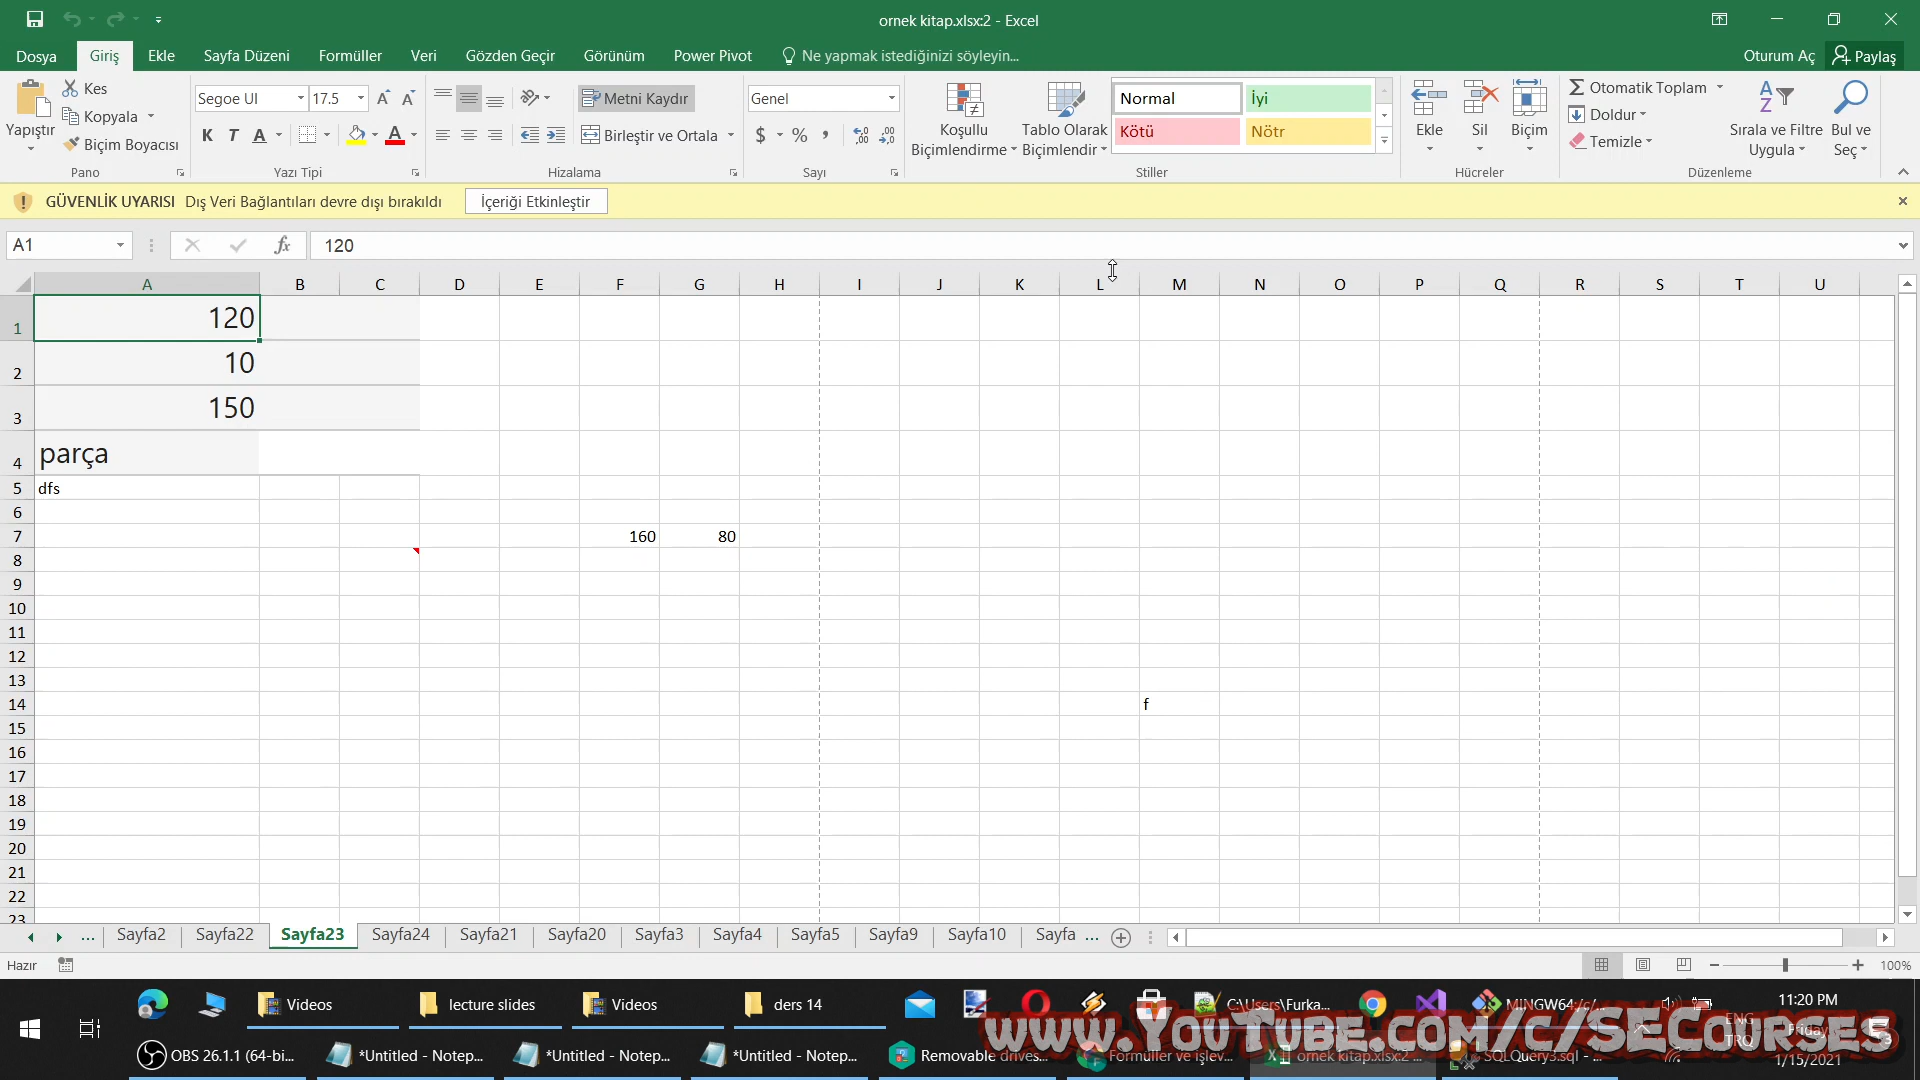 ornek kitap.xlsx:2 - Excel
Dosya Giriş Ekle Sayfa Düzeni Formüller Veri Gözden Geçir Görünüm Power Pivot Ne yapmak istediğinizi söyleyin... Oturum Aç Paylaş
Yapıştır
Kes
Kopyala
Biçim Boyacısı
Pano
Segoe UI 17.5
K T A
Yazı Tipi
Metni Kaydır
Birleştir ve Ortala
Hizalama
Genel
$ % ,
Sayı
Koşullu
Biçimlendirme
Tablo Olarak
Biçimlendir
Normal İyi
Kötü Nötr
Stiller
Ekle Sil Biçim
Hücreler
Otomatik Toplam
Doldur
Temizle
Sırala ve Filtre
Uygula
Bul ve
Seç
Düzenleme
GÜVENLİK UYARISI Dış Veri Bağlantıları devre dışı bırakıldı İçeriği Etkinleştir
A1 fx 120
A B C D E F G H I J K L M N O P Q R S T U
1 120
2 10
3 150
4 parça
5 dfs
6
7 160 80
8
9
10
11
12
13
14 f
15
16
17
18
19
20
21
22
23
... Sayfa2 Sayfa22 Sayfa23 Sayfa24 Sayfa21 Sayfa20 Sayfa3 Sayfa4 Sayfa5 Sayfa9 Sayfa10 Sayfa ...
Hazır 100%
Videos lecture slides Videos ders 14 C:\Users\Furka... MINGW64:/c/... 11:20 PM
ENG Friday
www.YouTube.com/c/SECourses
OBS 26.1.1 (64-bi... *Untitled - Notep... *Untitled - Notep... *Untitled - Notep... Removable drives... Formüller ve işlev... ornek kitap.xlsx:2 ... SQLQuery3.sql - ... TRQ 1/15/2021